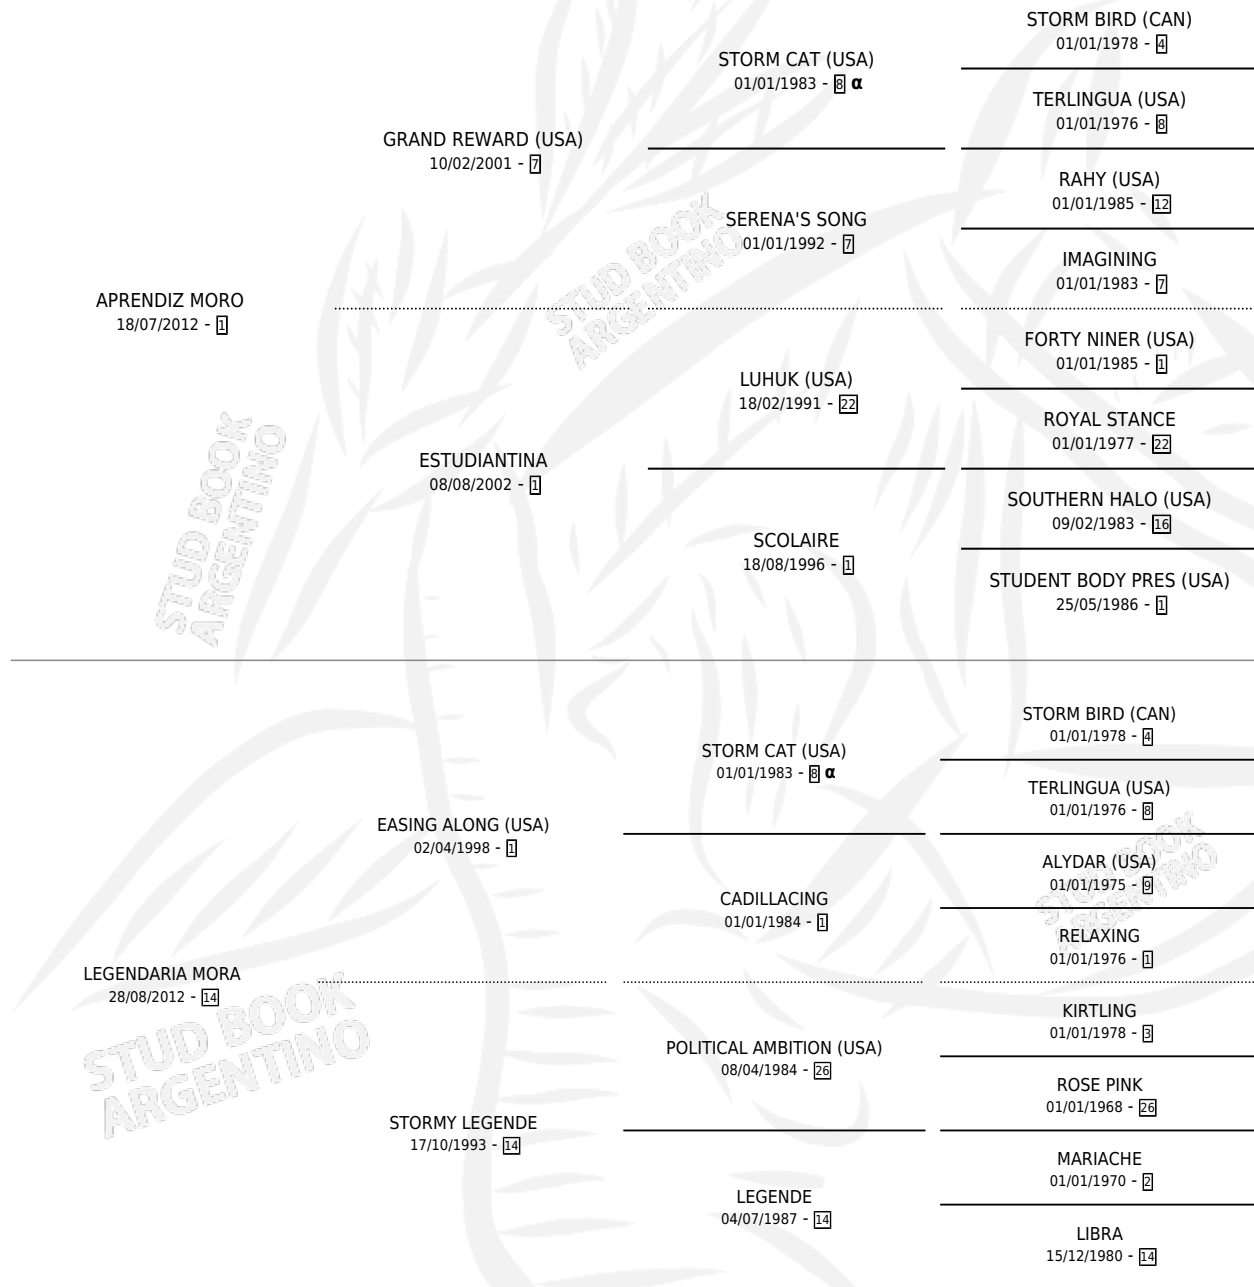 STORM BIRD (CAN)
01/01/1978 - 4
STORM CAT (USA)
01/01/1983 - 8 α
TERLINGUA (USA)
01/01/1976 - 8
GRAND REWARD (USA)
10/02/2001 - 7
RAHY (USA)
01/01/1985 - 12
SERENA'S SONG
01/01/1992 - 7
IMAGINING
01/01/1983 - 7
APRENDIZ MORO
18/07/2012 - 1
FORTY NINER (USA)
01/01/1985 - 1
LUHUK (USA)
18/02/1991 - 22
ROYAL STANCE
01/01/1977 - 22
ESTUDIANTINA
08/08/2002 - 1
SOUTHERN HALO (USA)
09/02/1983 - 16
SCOLAIRE
18/08/1996 - 1
STUDENT BODY PRES (USA)
25/05/1986 - 1
STORM BIRD (CAN)
01/01/1978 - 4
STORM CAT (USA)
01/01/1983 - 8 α
TERLINGUA (USA)
01/01/1976 - 8
EASING ALONG (USA)
02/04/1998 - 1
ALYDAR (USA)
01/01/1975 - 9
CADILLACING
01/01/1984 - 1
RELAXING
01/01/1976 - 1
LEGENDARIA MORA
28/08/2012 - 14
KIRTLING
01/01/1978 - 3
POLITICAL AMBITION (USA)
08/04/1984 - 26
ROSE PINK
01/01/1968 - 26
STORMY LEGENDE
17/10/1993 - 14
MARIACHE
01/01/1970 - 2
LEGENDE
04/07/1987 - 14
LIBRA
15/12/1980 - 14
STUD BOOK
ARGENTINO
STUD BOOK
ARGENTINO
STUD BOOK
ARGENTINO
STUD BOOK
ARGENTINO